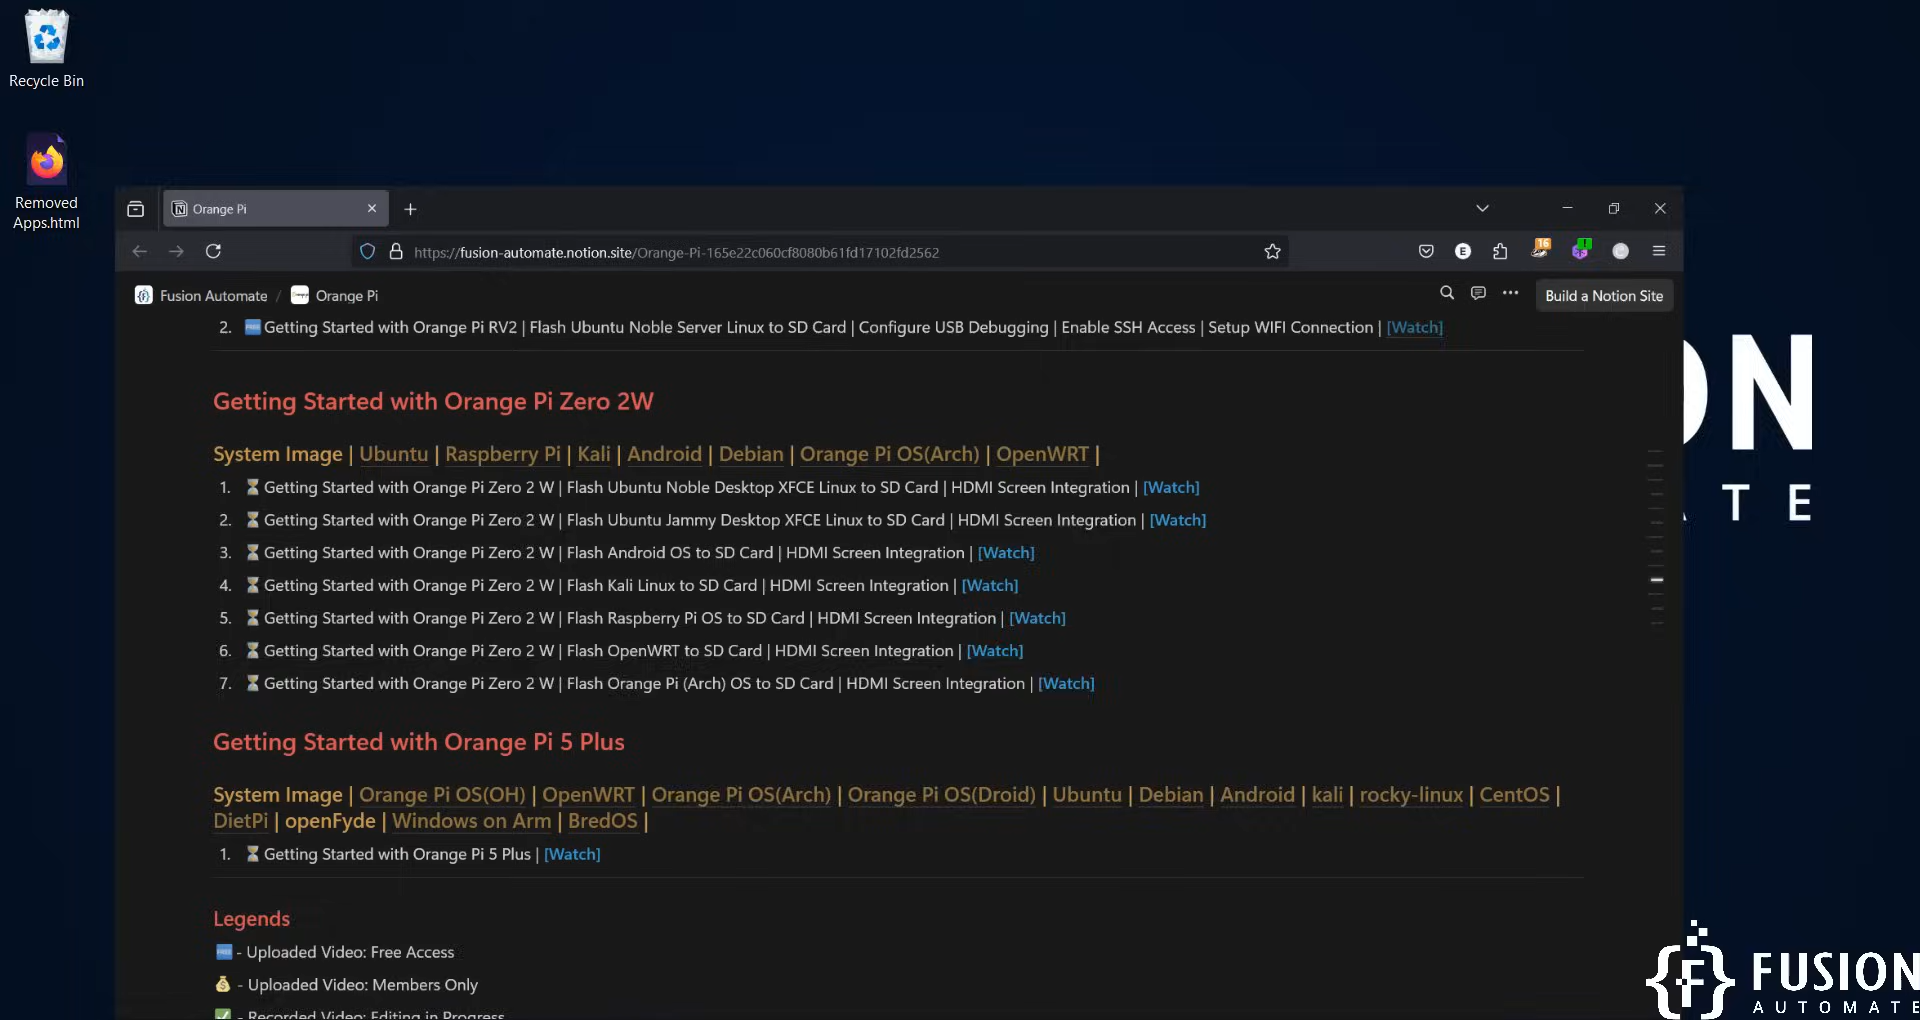 Recycle Bin
Removed
Apps.html
Orange Pi
https://fusion-automate.notion.site/Orange-Pi-165e22c060cf8080b61fd17102fd2562
E
16
1
Fusion Automate / Orange Pi
Build a Notion Site
2. FREE Getting Started with Orange Pi RV2 | Flash Ubuntu Noble Server Linux to SD Card | Configure USB Debugging | Enable SSH Access | Setup WIFI Connection | [Watch]
Getting Started with Orange Pi Zero 2W
System Image | Ubuntu | Raspberry Pi | Kali | Android | Debian | Orange Pi OS(Arch) | OpenWRT |
1. ⏳Getting Started with Orange Pi Zero 2 W | Flash Ubuntu Noble Desktop XFCE Linux to SD Card | HDMI Screen Integration | [Watch]
2. ⏳Getting Started with Orange Pi Zero 2 W | Flash Ubuntu Jammy Desktop XFCE Linux to SD Card | HDMI Screen Integration | [Watch]
3. ⏳Getting Started with Orange Pi Zero 2 W | Flash Android OS to SD Card | HDMI Screen Integration | [Watch]
4. ⏳Getting Started with Orange Pi Zero 2 W | Flash Kali Linux to SD Card | HDMI Screen Integration | [Watch]
5. ⏳Getting Started with Orange Pi Zero 2 W | Flash Raspberry Pi OS to SD Card | HDMI Screen Integration | [Watch]
6. ⏳Getting Started with Orange Pi Zero 2 W | Flash OpenWRT to SD Card | HDMI Screen Integration | [Watch]
7. ⏳Getting Started with Orange Pi Zero 2 W | Flash Orange Pi (Arch) OS to SD Card | HDMI Screen Integration | [Watch]
Getting Started with Orange Pi 5 Plus
System Image | Orange Pi OS(OH) | OpenWRT | Orange Pi OS(Arch) | Orange Pi OS(Droid) | Ubuntu | Debian | Android | kali | rocky-linux | CentOS |
DietPi | openFyde | Windows on Arm | BredOS |
1. ⏳Getting Started with Orange Pi 5 Plus | [Watch]
Legends
FREE - Uploaded Video: Free Access
💰 - Uploaded Video: Members Only
✅ - Recorded Video: Editing in Progress
ON
ATE
{F} FUSION
AUTOMATE